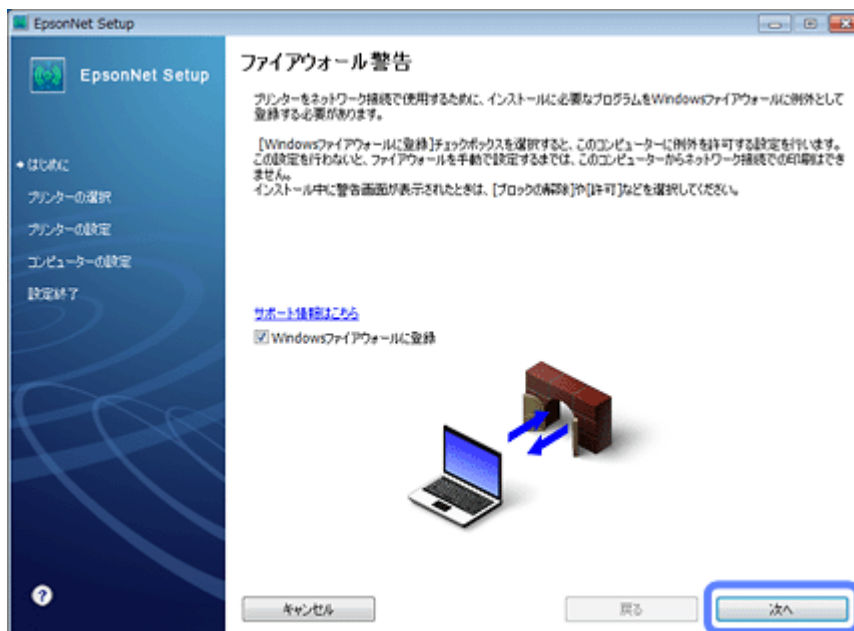 EpsonNet Setup
EpsonNet Setup
はじめに
プリンターの選択
プリンターの設定
コンピューターの設定
設定終了
ファイアウォール警告
プリンターをネットワーク接続で使用するために、インストールに必要なプログラムをWindowsファイアウォールに例外として
登録する必要があります。
[Windowsファイアウォールに登録]チェックボックスを選択すると、このコンピューターに例外を許可する設定を行います。
この設定を行わないと、ファイアウォールを手動で設定するまでは、このコンピューターからネットワーク接続での印刷はでき
ません。
インストール中に警告画面が表示されたときは、[ブロックの解除]や[許可]などを選択してください。
サポート情報はこちら
Windowsファイアウォールに登録
?
キャンセル
戻る
次へ